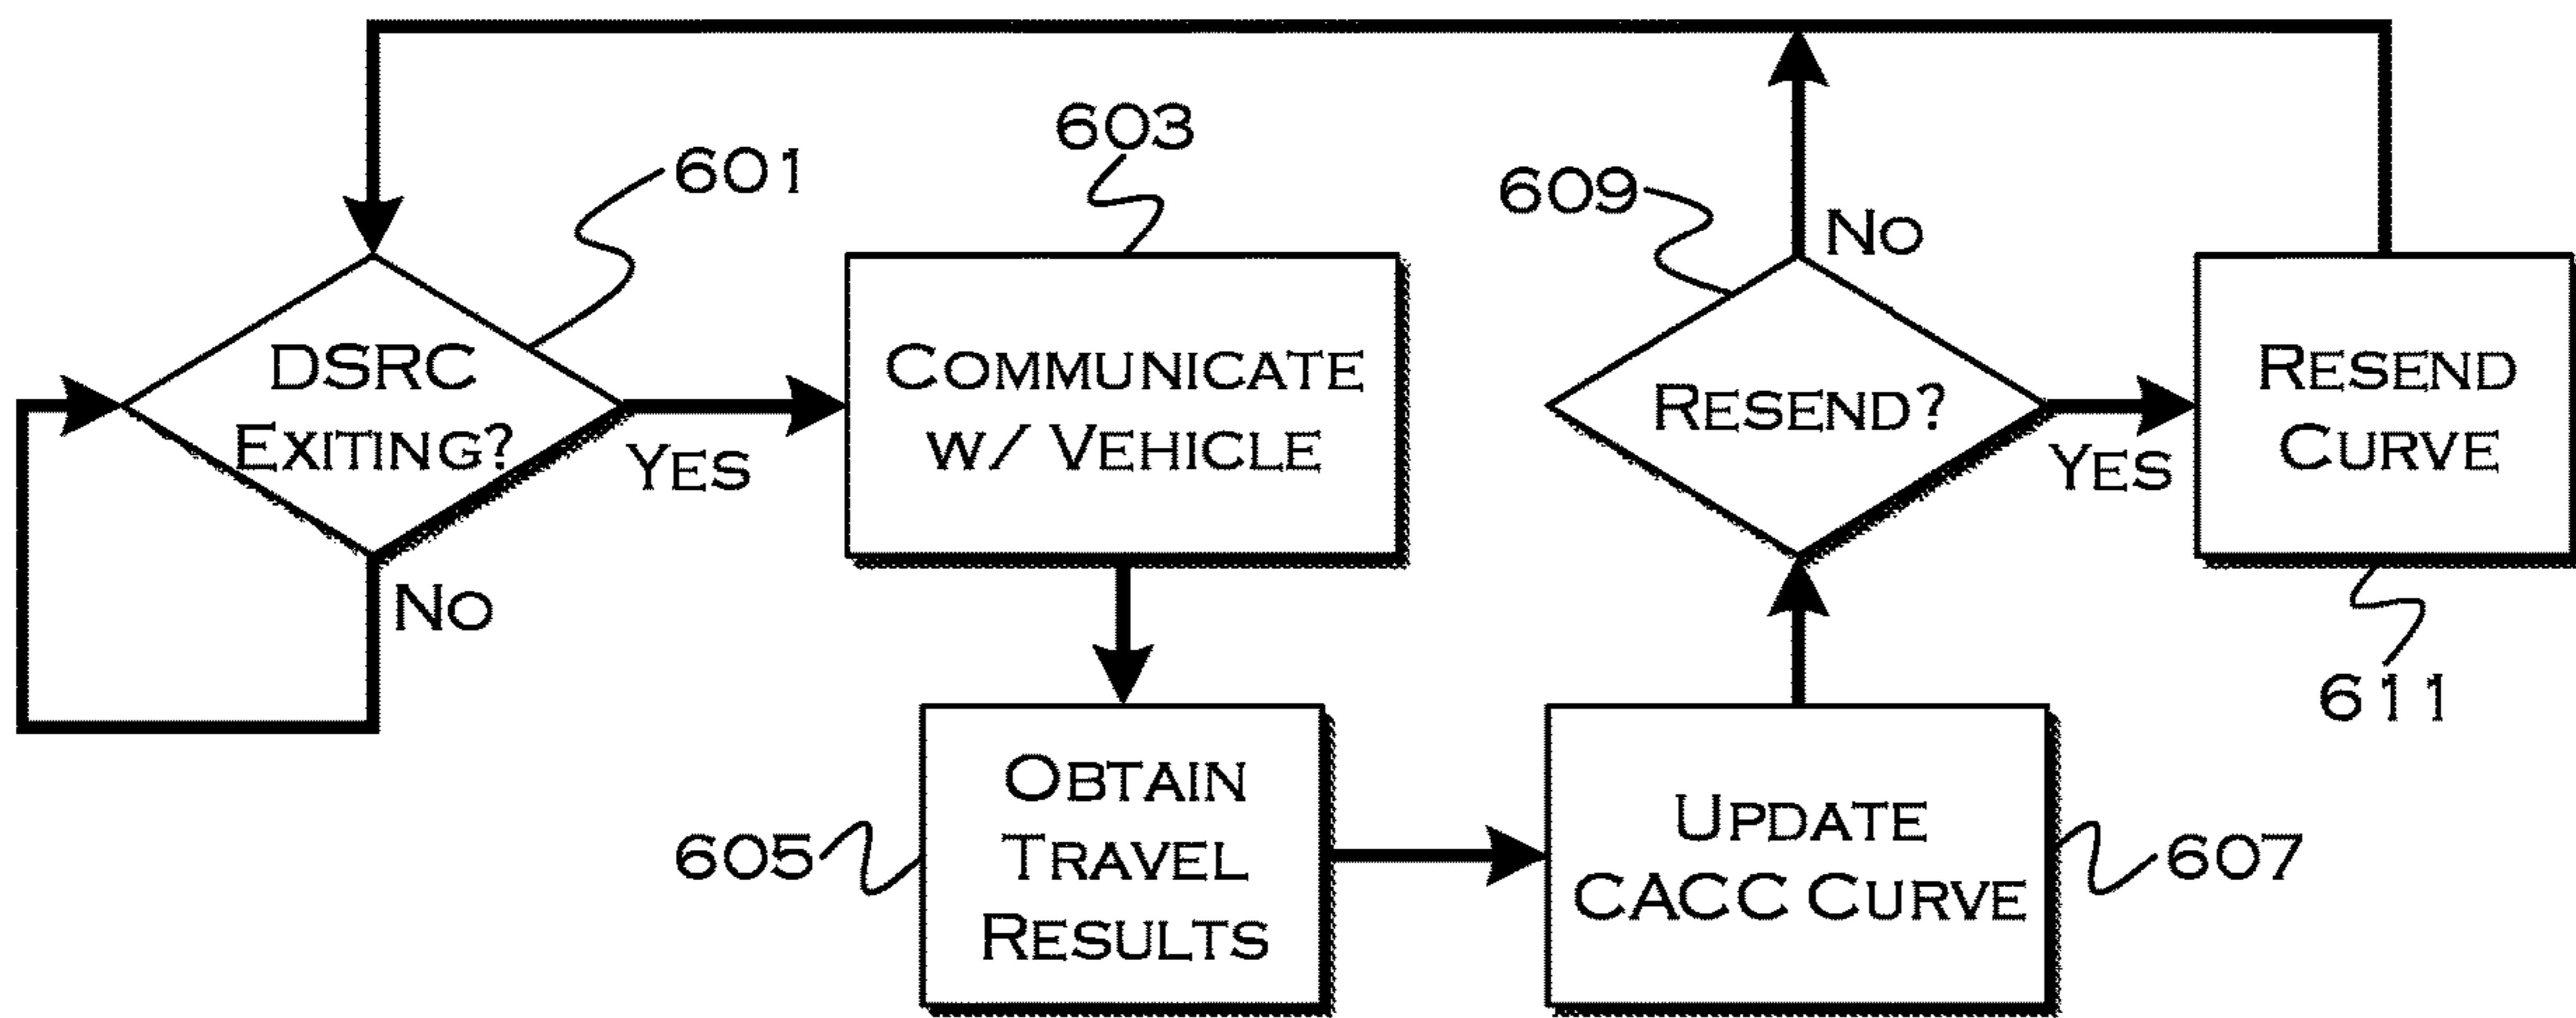 601
603
609
No
DSRC
Exiting?
Yes
No
Communicate
w/ Vehicle
Resend?
Yes
Resend
Curve
611
605
Obtain
Travel
Results
Update
CACC Curve
607